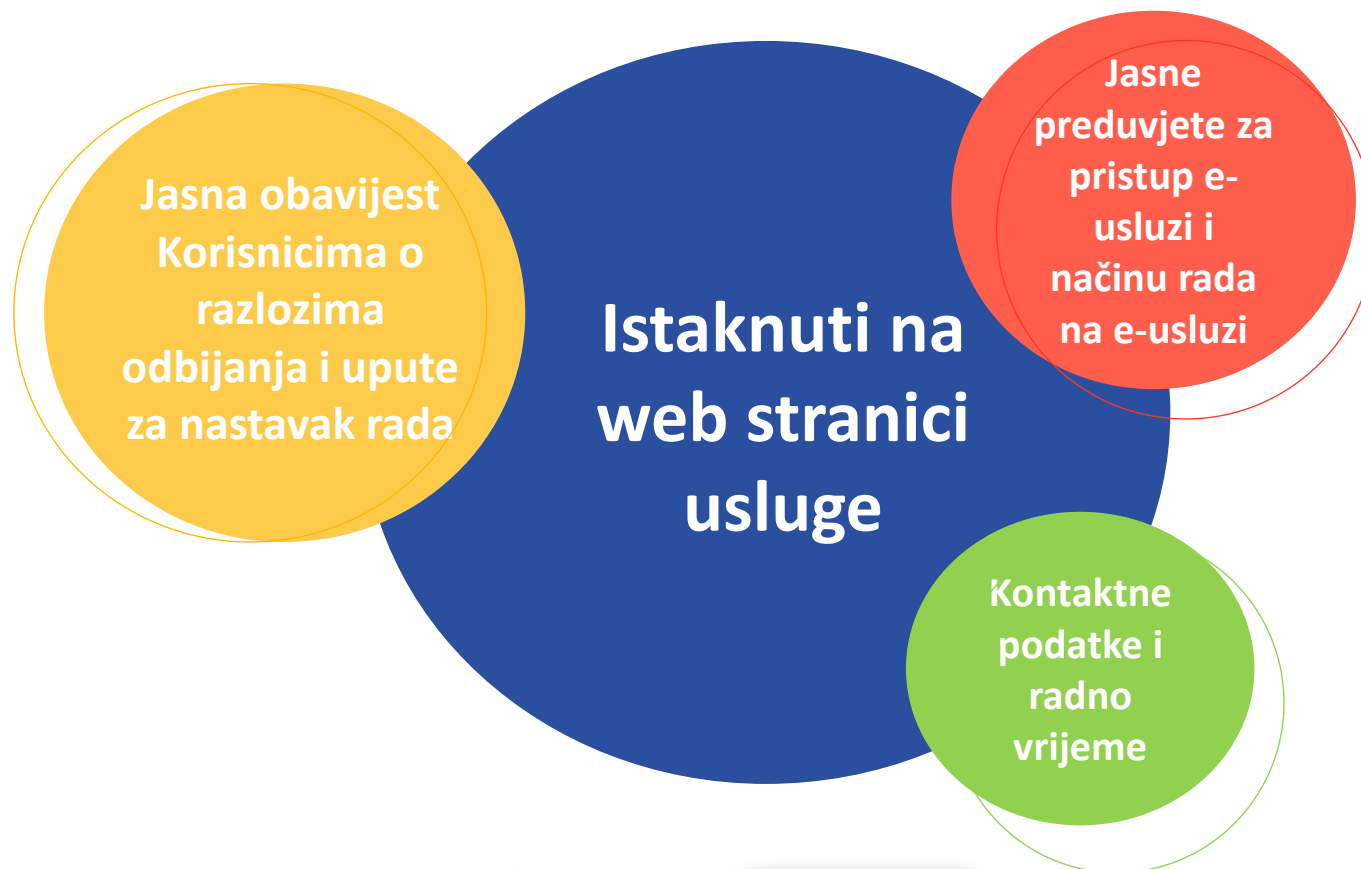 Jasna obavijest
Korisnicima o
razlozima
odbijanja i upute
za nastavak rada
Istaknuti na
web stranici
usluge
Jasne
preduvjete za
pristup e-
usluzi i
načinu rada
na e-usluzi
Kontaktne
podatke i
radno
vrijeme